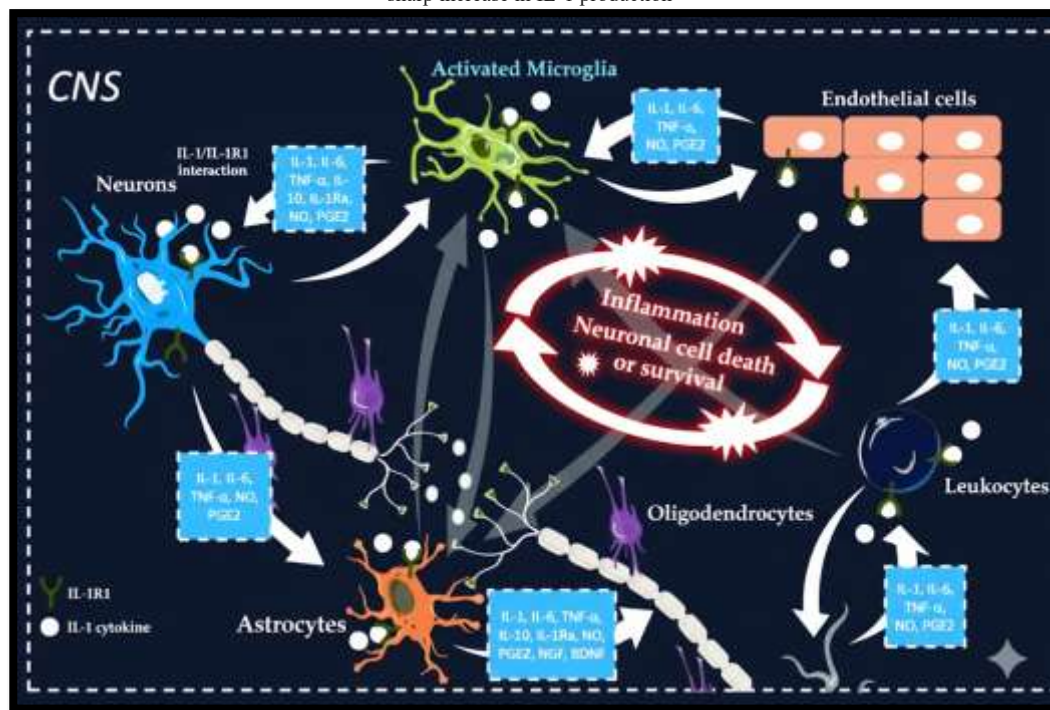 sharp increase in IL-1 production
CNS
Activated Microglia
Endothelial cells
IL-1, IL-6,
TNF-α,
NO, PGE2
IL-1/IL-1R1
interaction
Neurons
IL-1, IL-6,
TNF-α, IL-
10, IL-1Ra,
NO, PGE2
Inflammation
Neuronal cell death
or survival
IL-1, IL-6,
TNF-α,
NO, PGE2
IL-1, IL-6,
TNF-α, NO,
PGE2
Leukocytes
Oligodendrocytes
IL-1R1
IL-1 cytokine
Astrocytes
IL-1, IL-6, TNF-α,
IL-10, IL-1Ra, NO,
PGE2, NGF, BDNF
IL-1, IL-6,
TNF-α,
NO, PGE2